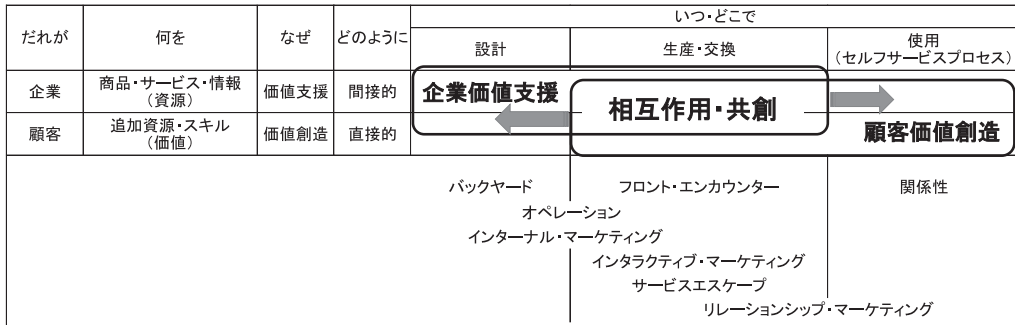 だれが
何を
なぜ
どのように
いつ・どこで
設計
生産・交換
使用
(セルフサービスプロセス)
企業
商品・サービス・情報
(資源)
価値支援
間接的
企業価値支援
相互作用・共創
顧客
追加資源・スキル
(価値)
価値創造
直接的
顧客価値創造
バックヤード
フロント・エンカウンター
関係性
オペレーション
インターナル・マーケティング
インタラクティブ・マーケティング
サービスエスケープ
リレーションシップ・マーケティング